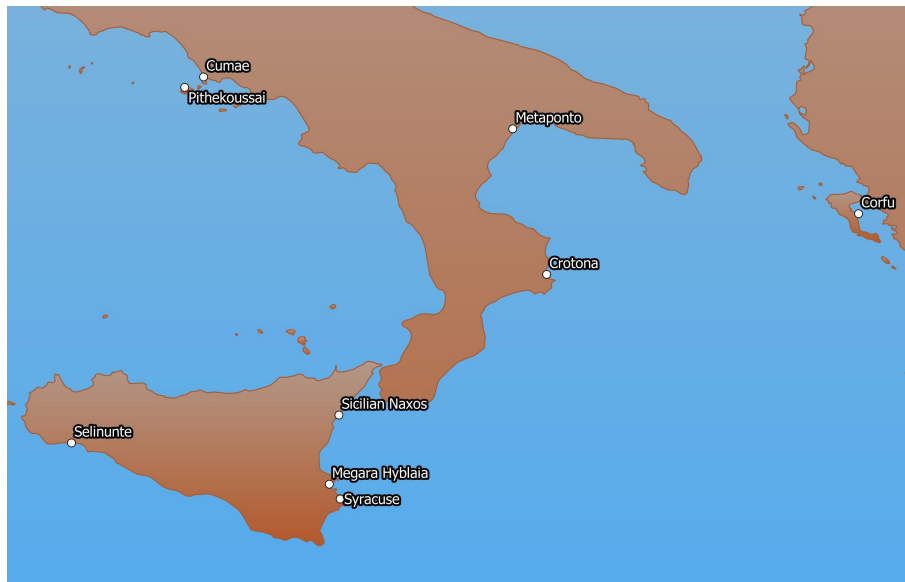 Cumae
Pithekoussai
Metaponto
Corfu
Crotona
Sicilian Naxos
Selinunte
Megara Hyblaia
Syracuse